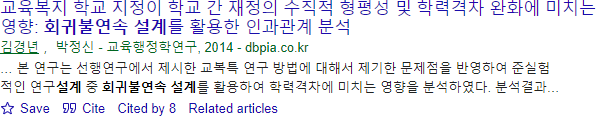 교육복지 학교 지정이 학교 간 재정의 수직적 형평성 및 학력격차 완화에 미치는
영향: 회귀불연속 설계를 활용한 인과관계 분석
김경년, 박정신 - 교육행정학연구, 2014 - dbpia.co.kr
... 본 연구는 선행연구에서 제시한 교복특 연구 방법에 대해서 제기한 문제점을 반영하여 준실험
적인 연구설계 중 회귀불연속 설계를 활용하여 학력격차에 미치는 영향을 분석하였다. 분석결과...
Save Cite Cited by 8 Related articles